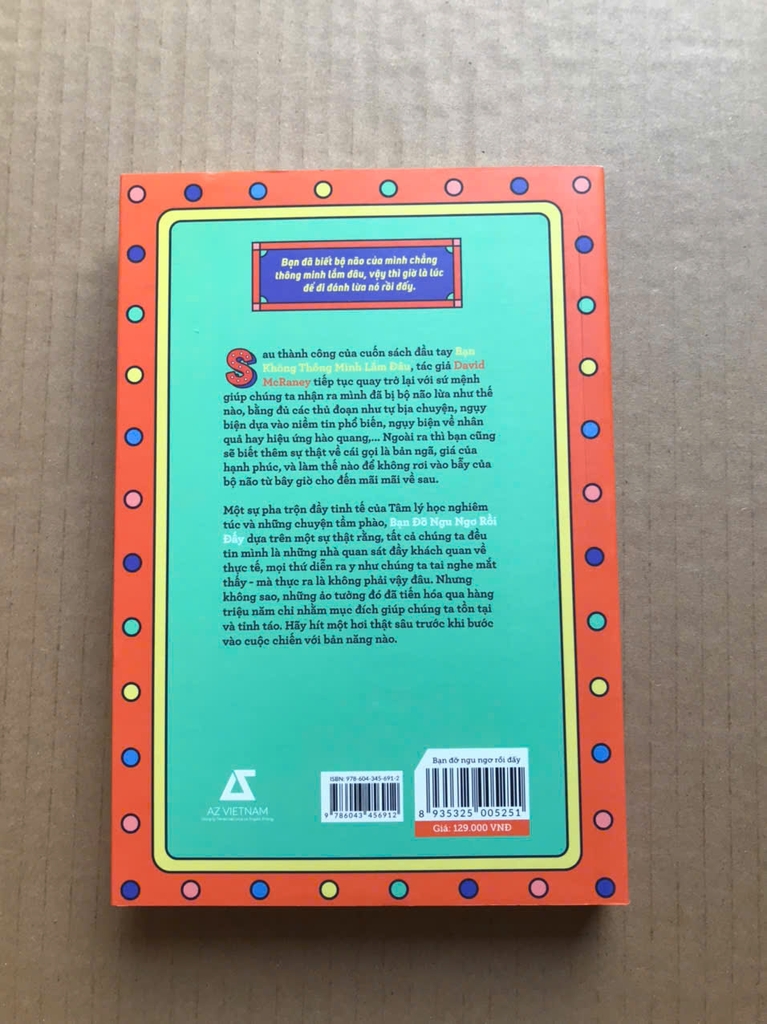 Bạn đã biết bộ não của mình chẳng
thông minh lắm đâu, vậy thì giờ là lúc
để đi đánh lừa nó rồi đấy.
Sau thành công của cuốn sách đầu tay Bạn
Không Thông Minh Lắm Đâu, tác giả David
McRaney tiếp tục quay trở lại với sứ mệnh
giúp chúng ta nhận ra mình đã bị bộ não lừa như thế
nào, bằng đủ các thủ đoạn như tự bịa chuyện, ngụy
biện dựa vào niềm tin phổ biến, ngụy biện về nhân
quả hay hiệu ứng hào quang,... Ngoài ra thì bạn cũng
sẽ biết thêm sự thật về cái gọi là bản ngã, giá của
hạnh phúc, và làm thế nào để không rơi vào bẫy của
bộ não từ bây giờ cho đến mãi mãi về sau.
Một sự pha trộn đầy tinh tế của Tâm lý học nghiêm
túc và những chuyện tầm phào, Bạn Đỡ Ngu Ngơ Rồi
Đấy dựa trên một sự thật rằng, tất cả chúng ta đều
tin mình là những nhà quan sát đầy khách quan về
thực tế, mọi thứ diễn ra y như chúng ta tai nghe mắt
thấy - mà thực ra là không phải vậy đâu. Nhưng
không sao, những ảo tưởng đó đã tiến hóa qua hàng
triệu năm chỉ nhằm mục đích giúp chúng ta tồn tại
và tỉnh táo. Hãy hít một hơi thật sâu trước khi bước
vào cuộc chiến với bản năng nào.
AZ VIETNAM
ISBN: 978-604-345-691-2
9 786043 456912
Bạn đỡ ngu ngơ rồi đấy
8 935325 005251
Giá: 129.000 VNĐ